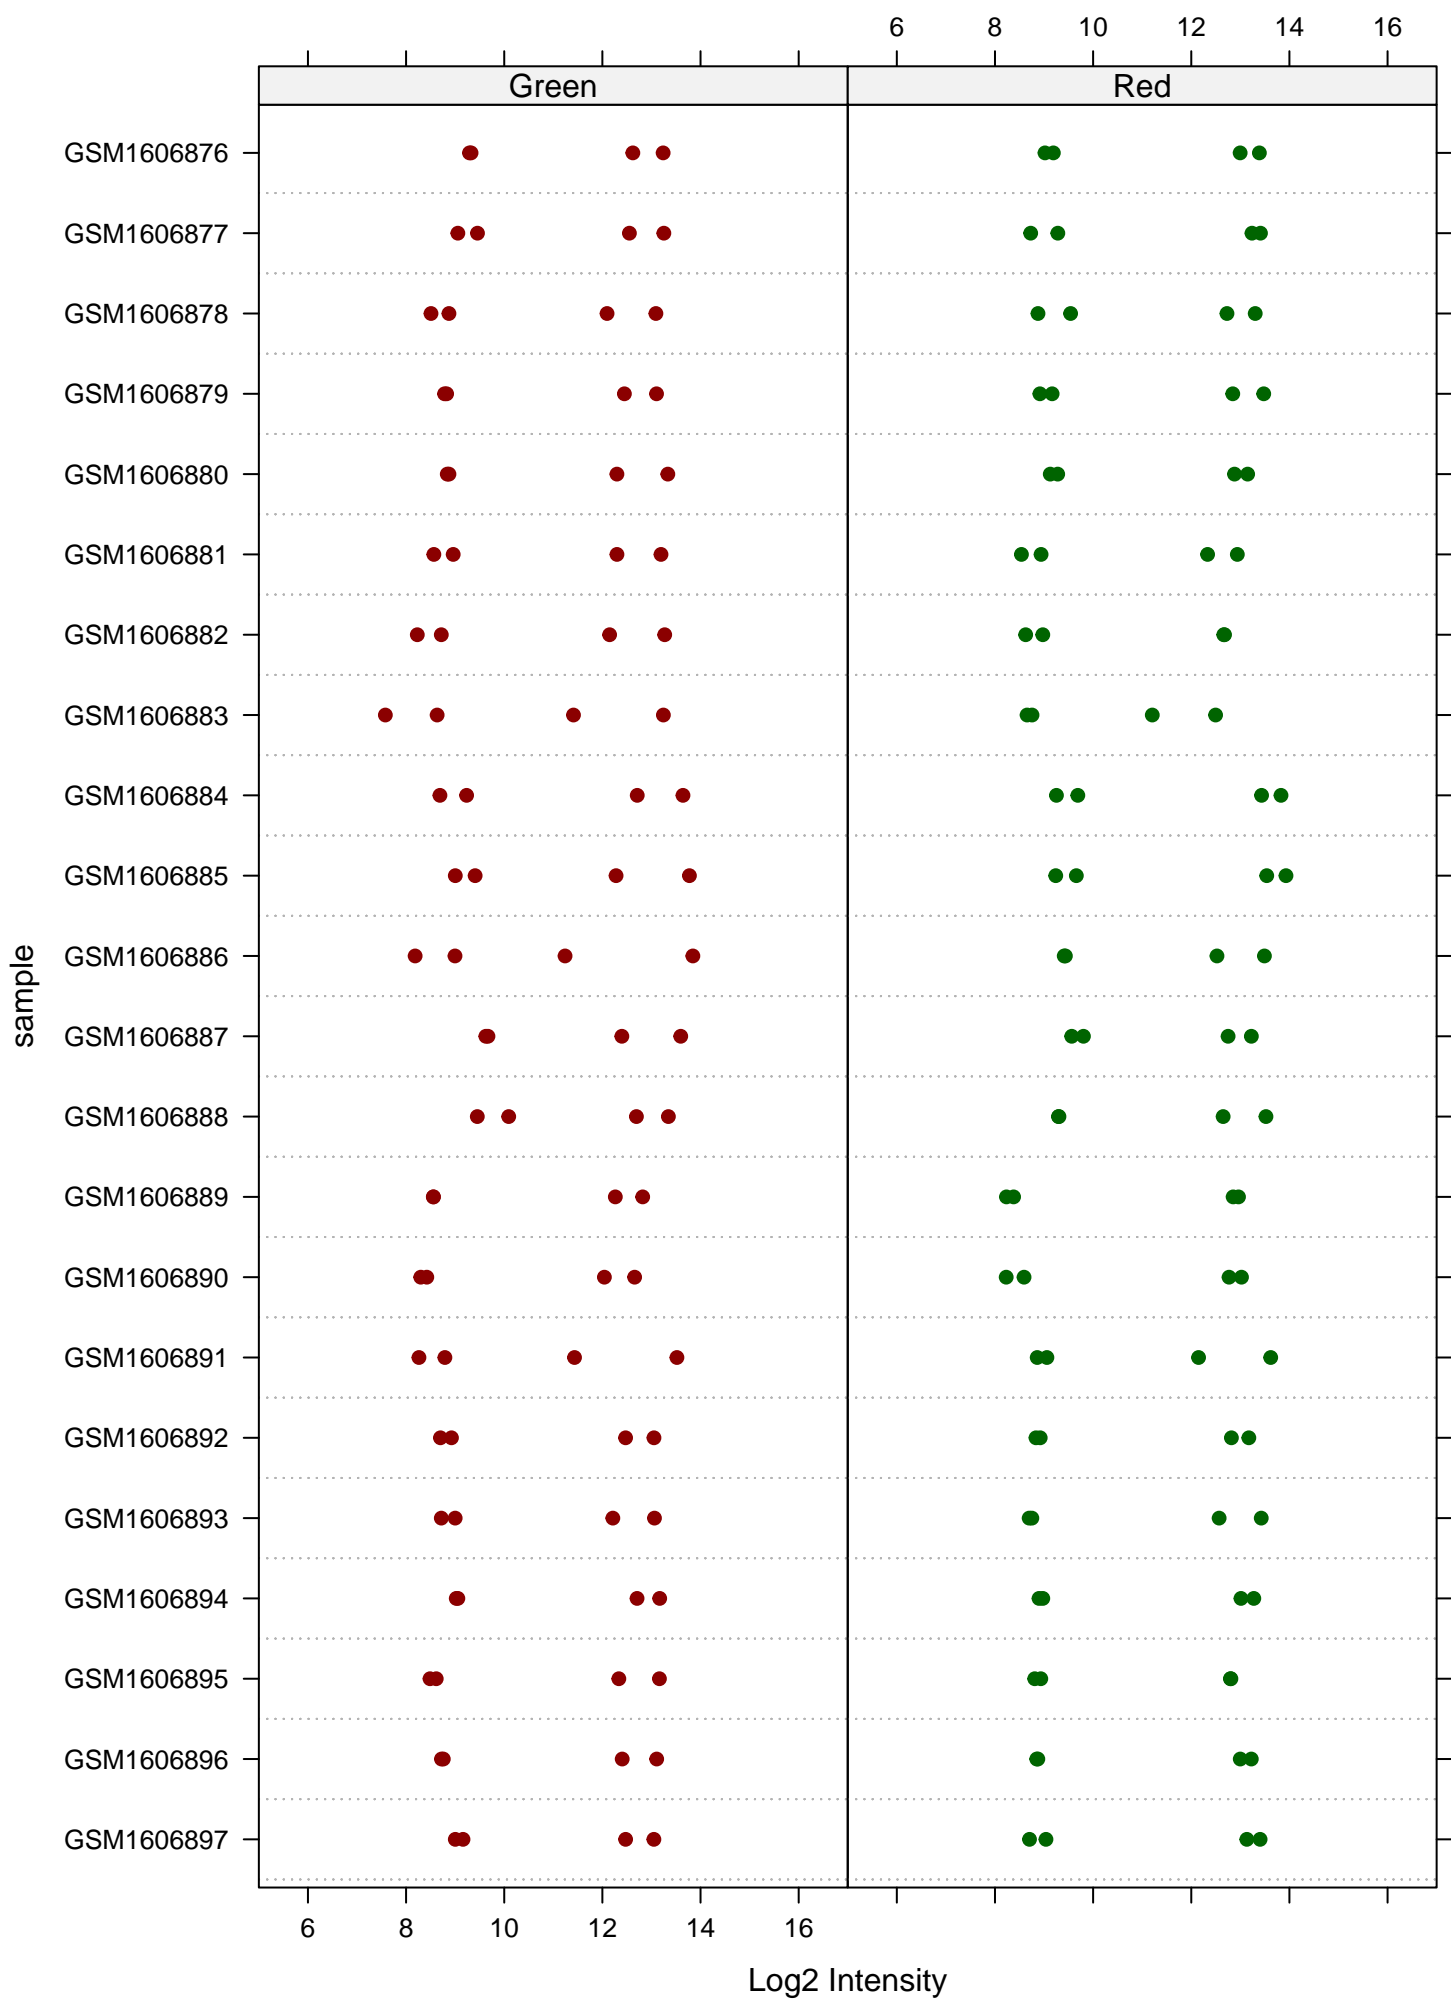 6 8 10 12 14 16
Green Red
GSM1606876
GSM1606877
GSM1606878
GSM1606879
GSM1606880
GSM1606881
GSM1606882
GSM1606883
GSM1606884
GSM1606885
GSM1606886
GSM1606887
GSM1606888
GSM1606889
GSM1606890
GSM1606891
GSM1606892
GSM1606893
GSM1606894
GSM1606895
GSM1606896
GSM1606897
sample
6 8 10 12 14 16
Log2 Intensity